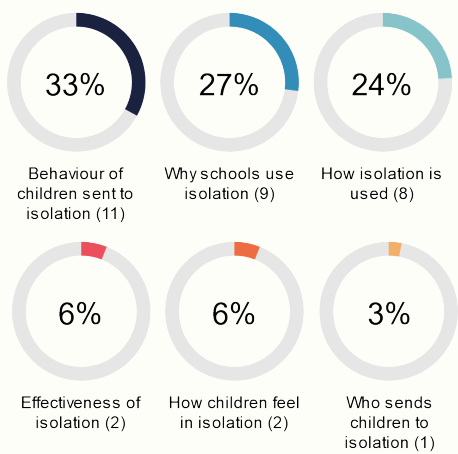 33%
27%
24%
Behaviour of
children sent to
isolation (11)
Why schools use
isolation (9)
How isolation is
used (8)
6%
6%
3%
Effectiveness of
isolation (2)
How children feel
in isolation (2)
Who sends
children to
isolation (1)